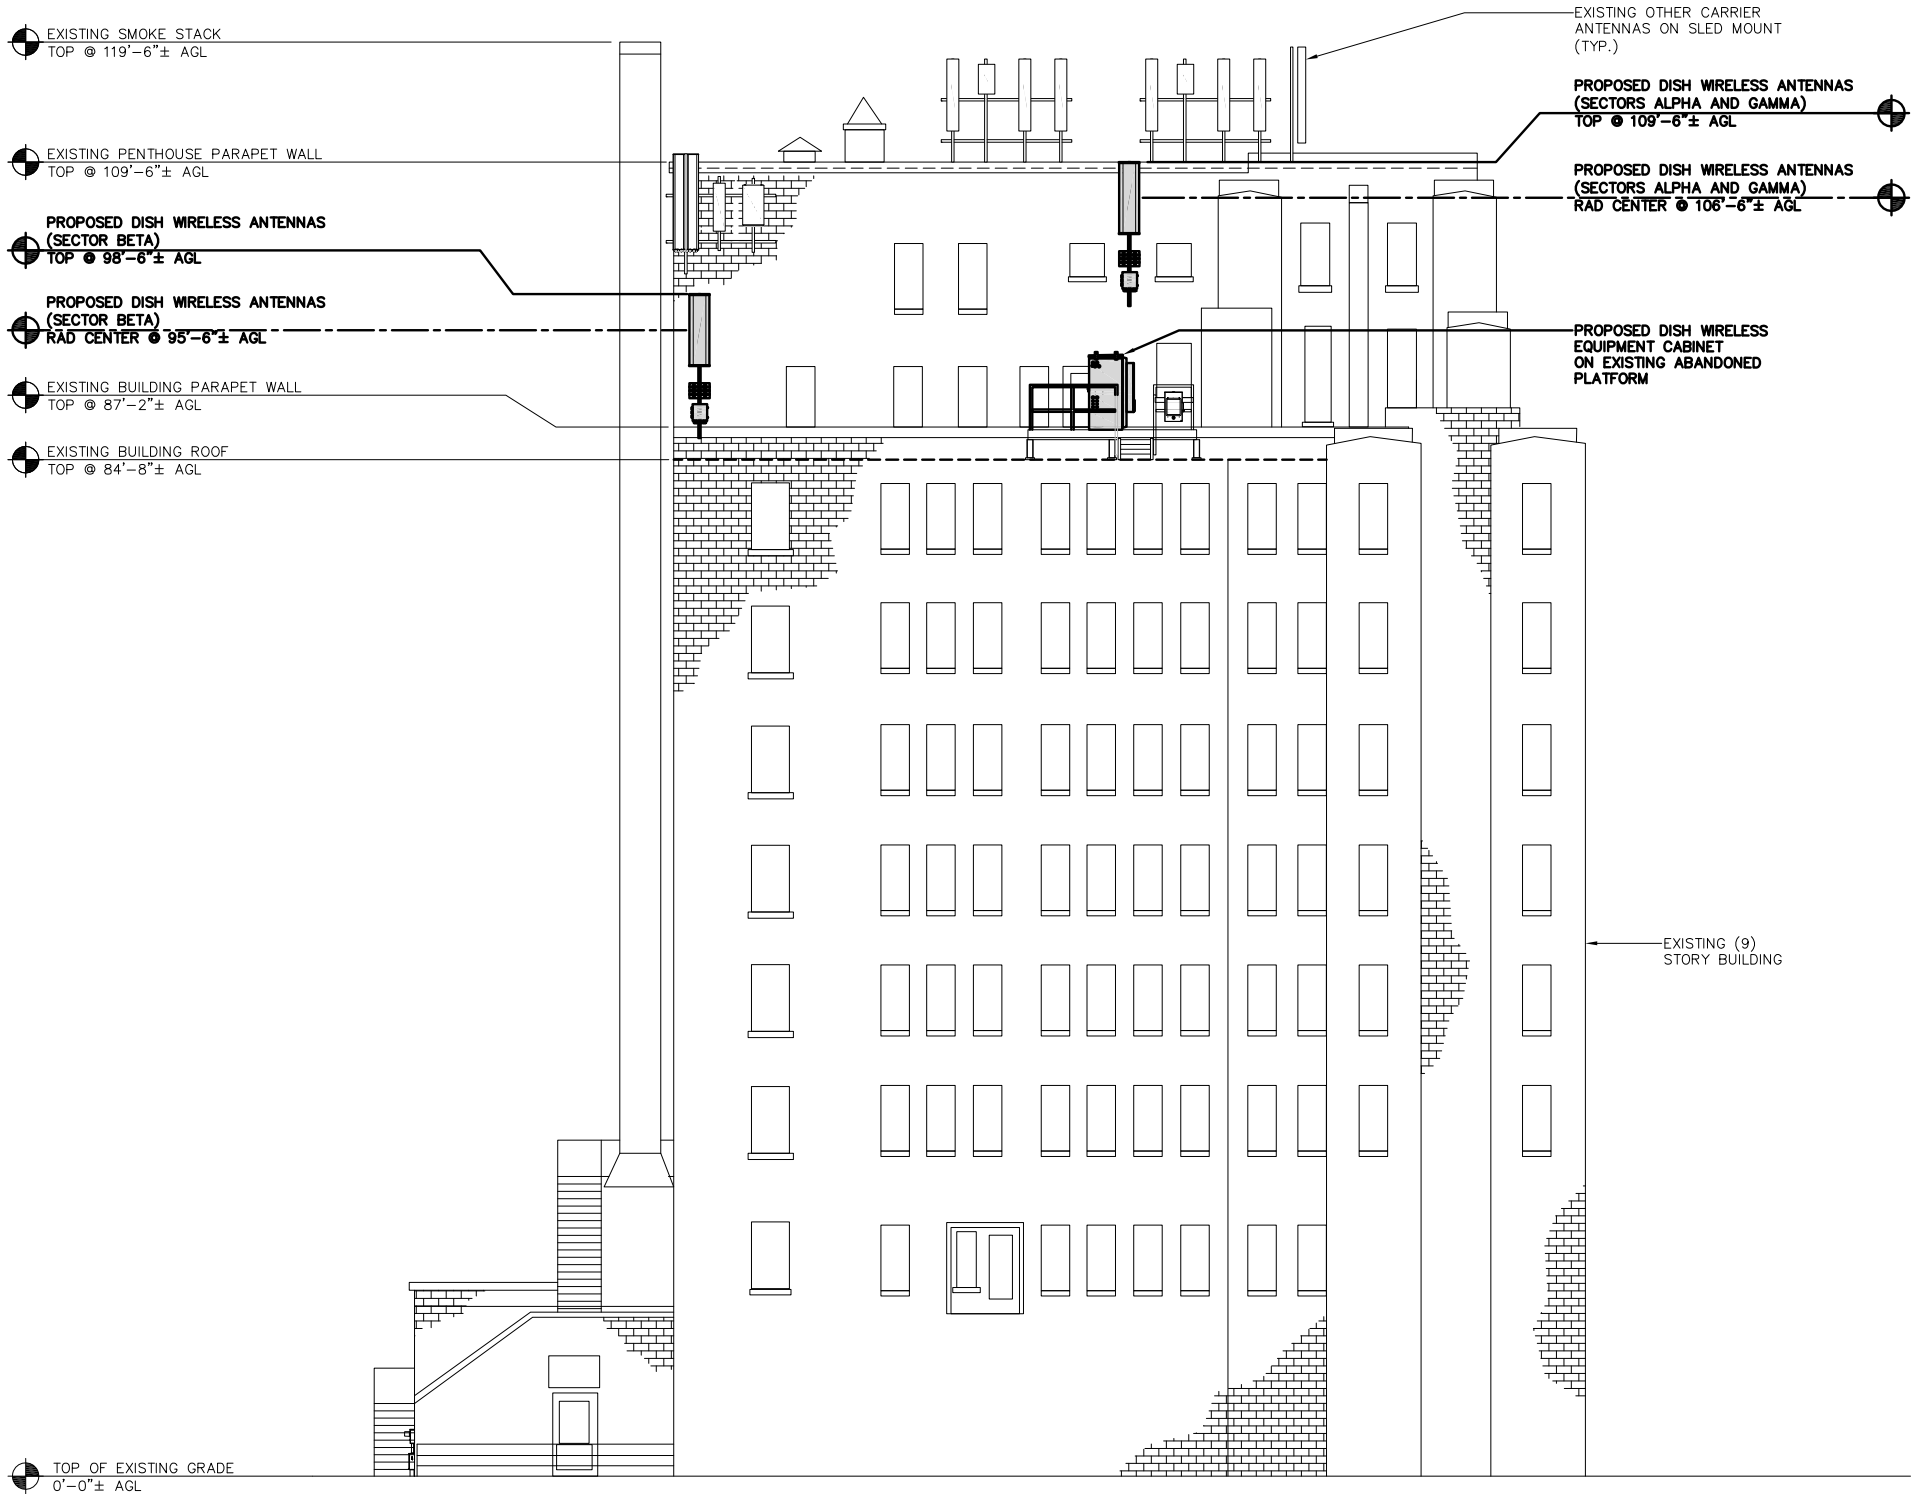 EXISTING SMOKE STACK
TOP @ 119'-6"± AGL
EXISTING PENTHOUSE PARAPET WALL
TOP @ 109'-6"± AGL
PROPOSED DISH WIRELESS ANTENNAS
(SECTOR BETA)
TOP @ 98'-6"± AGL
PROPOSED DISH WIRELESS ANTENNAS
(SECTOR BETA)
RAD CENTER @ 95'-6"± AGL
EXISTING BUILDING PARAPET WALL
TOP @ 87'-2"± AGL
EXISTING BUILDING ROOF
TOP @ 84'-8"± AGL
TOP OF EXISTING GRADE
0'-0"± AGL
EXISTING OTHER CARRIER
ANTENNAS ON SLED MOUNT
(TYP.)
PROPOSED DISH WIRELESS ANTENNAS
(SECTORS ALPHA AND GAMMA)
TOP @ 109'-6"± AGL
PROPOSED DISH WIRELESS ANTENNAS
(SECTORS ALPHA AND GAMMA)
RAD CENTER @ 106'-6"± AGL
PROPOSED DISH WIRELESS
EQUIPMENT CABINET
ON EXISTING ABANDONED
PLATFORM
EXISTING (9)
STORY BUILDING